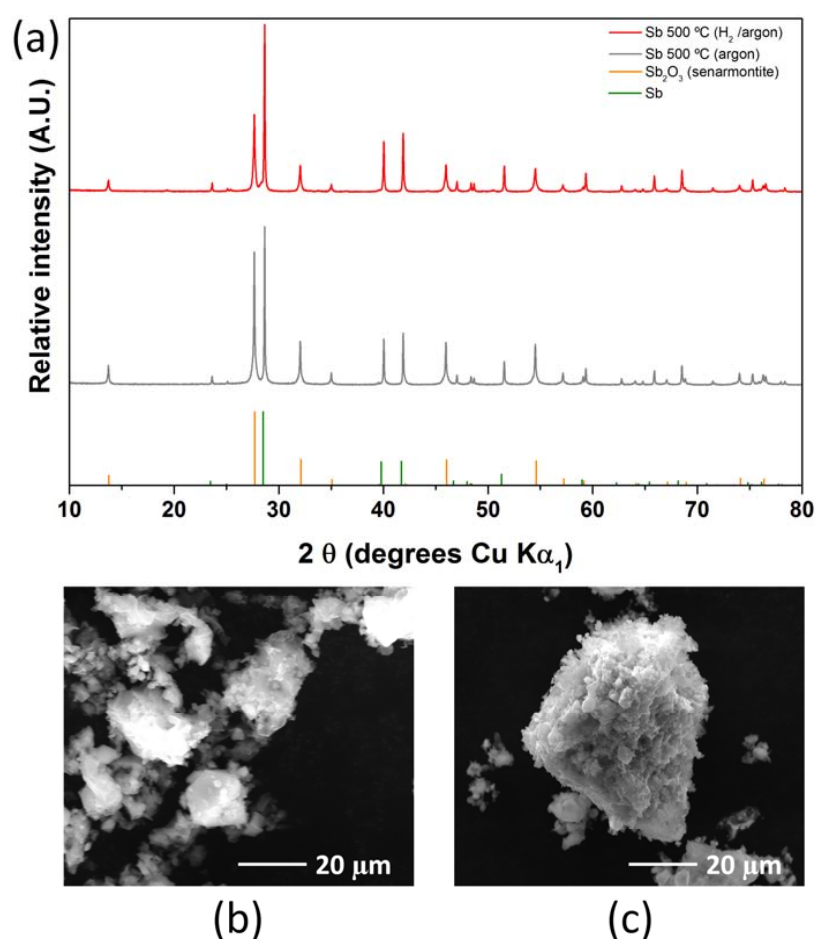 (a)
Sb 500 ºC (H₂ /argon)
Sb 500 ºC (argon)
Sb₂O₃ (senarmontite)
Sb
Relative intensity (A.U.)
10 20 30 40 50 60 70 80
2 θ (degrees Cu Kα₁)
20 μm
20 μm
(b)
(c)